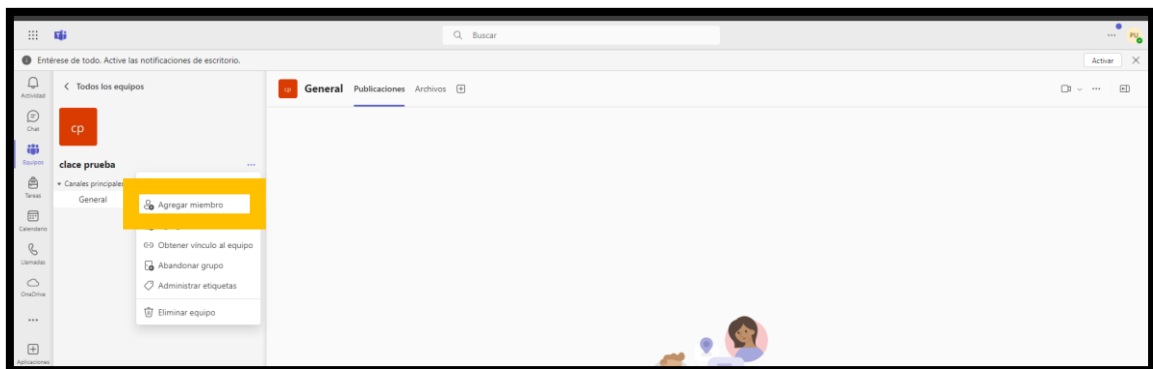 Buscar
PU
Entérese de todo. Active las notificaciones de escritorio.
Activar
Actividad
Chat
Equipos
Tareas
Calendario
Llamadas
OneDrive
Aplicaciones
Todos los equipos
cp
clace prueba
Canales principales
General
Agregar miembro
Obtener vínculo al equipo
Abandonar grupo
Administrar etiquetas
Eliminar equipo
cp
General Publicaciones Archivos